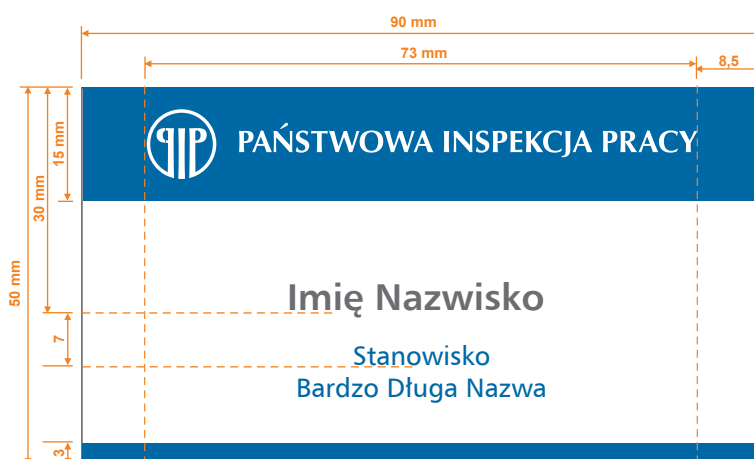 90 mm
73 mm
8,5
15 mm
30 mm
50 mm
PIP PAŃSTWOWA INSPEKCJA PRACY
Imię Nazwisko
7
Stanowisko
Bardzo Długa Nazwa
3